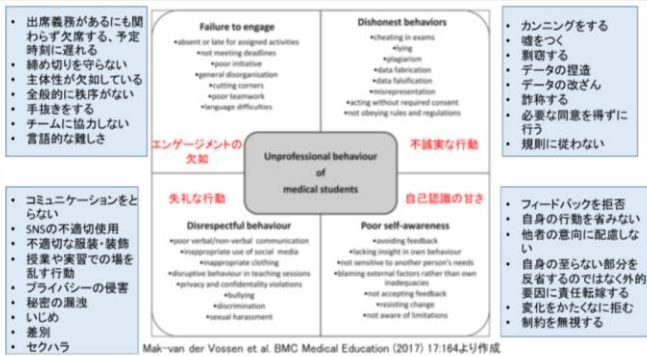 • 出席義務があるにも関
わらず欠席する、予定
時刻に遅れる
• 締め切りを守らない
• 主体性が欠如している
• 全般的に秩序がない
• 手抜きをする
• チームに協力しない
• 言語的な難しさ
Failure to engage
•absent or late for assigned activities
•not meeting deadlines
•poor initiative
•general disorganisation
•cutting corners
•poor teamwork
•language difficulties
エンゲージメントの
欠如
Dishonest behaviors
•cheating in exams
•lying
•plagiarism
•data fabrication
•data falsification
•misrepresentation
•acting without required consent
•not obeying rules and regulations
不誠実な行動
• カンニングをする
• 嘘をつく
• 剽窃する
• データの捏造
• データの改ざん
• 詐称する
• 必要な同意を得ずに
行う
• 規則に従わない
Unprofessional behaviour
of
medical students
• コミュニケーションをと
らない
• SNSの不適切使用
• 不適切な服装・装飾
• 授業や実習での場を
乱す行動
• プライバシーの侵害
• 秘密の漏洩
• いじめ
• 差別
• セクハラ
失礼な行動
Disrespectful behaviour
•poor verbal/non-verbal communication
•inappropriate use of social media
•inappropriate clothing
•disruptive behaviour in teaching sessions
•privacy and confidentiality violations
•bullying
•discrimination
•sexual harassment
自己認識の甘さ
Poor self-awareness
•avoiding feedback
•lacking insight in own behaviour
•not sensitive to another person's needs
•blaming external factors rather than own
inadequacies
•not accepting feedback
•resisting change
•not aware of limitations
• フィードバックを拒否
• 自身の行動を省みない
• 他者の意向に配慮しな
い
• 自身の至らない部分を
反省するのではなく外的
要因に責任転嫁する
• 変化をかたくなに拒む
• 制約を無視する
Mak-van der Vossen et al. BMC Medical Education (2017) 17:164より作成